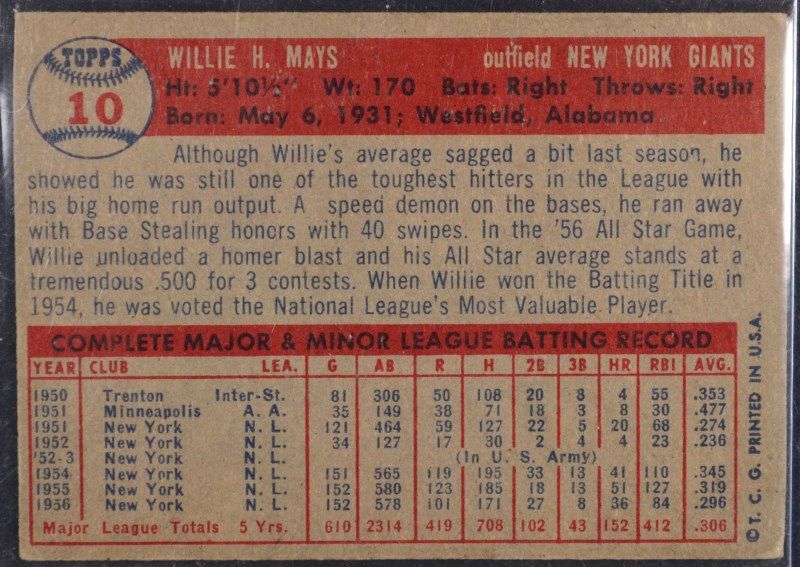 TOPPS
10
WILLIE H. MAYS outfield NEW YORK GIANTS
Ht: 5'10½" Wt: 170 Bats: Right Throws: Right
Born: May 6, 1931; Westfield, Alabama
Although Willie's average sagged a bit last season, he
showed he was still one of the toughest hitters in the League with
his big home run output. A speed demon on the bases, he ran away
with Base Stealing honors with 40 swipes. In the '56 All Star Game,
Willie unloaded a homer blast and his All Star average stands at a
tremendous .500 for 3 contests. When Willie won the Batting Title in
1954, he was voted the National League's Most Valuable Player.
COMPLETE MAJOR & MINOR LEAGUE BATTING RECORD
YEAR CLUB LEA. G AB R H 2B 3B HR RBI AVG.
1950 Trenton Inter-St. 81 306 50 108 20 8 4 55 .353
1951 Minneapolis A. A. 35 149 38 71 18 3 8 30 .477
1951 New York N. L. 121 464 59 127 22 5 20 68 .274
1952 New York N. L. 34 127 17 30 2 4 4 23 .236
'52-3 New York N. L. (In U. S. Army)
1954 New York N. L. 151 565 119 195 33 13 41 110 .345
1955 New York N. L. 152 580 123 185 18 13 51 127 .319
1956 New York N. L. 152 578 101 171 27 8 36 84 .296
Major League Totals 5 Yrs. 610 2314 419 708 102 43 152 412 .306
© T. C. G. PRINTED IN U.S.A.